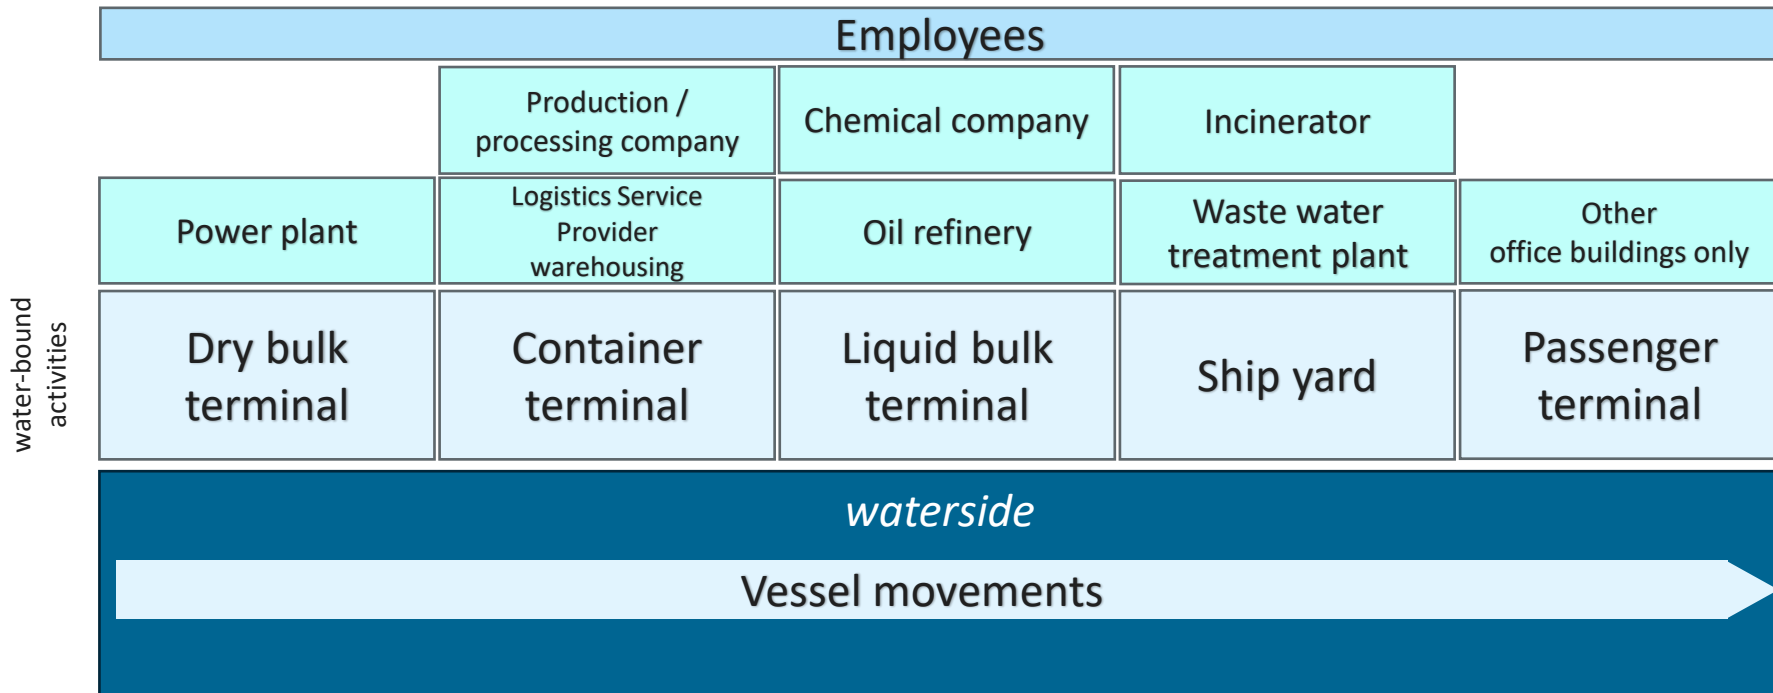 Employees
Production /
processing company
Chemical company
Incinerator
Power plant
Logistics Service
Provider
warehousing
Oil refinery
Waste water
treatment plant
Other
office buildings only
water-bound
activities
Dry bulk
terminal
Container
terminal
Liquid bulk
terminal
Ship yard
Passenger
terminal
waterside
Vessel movements